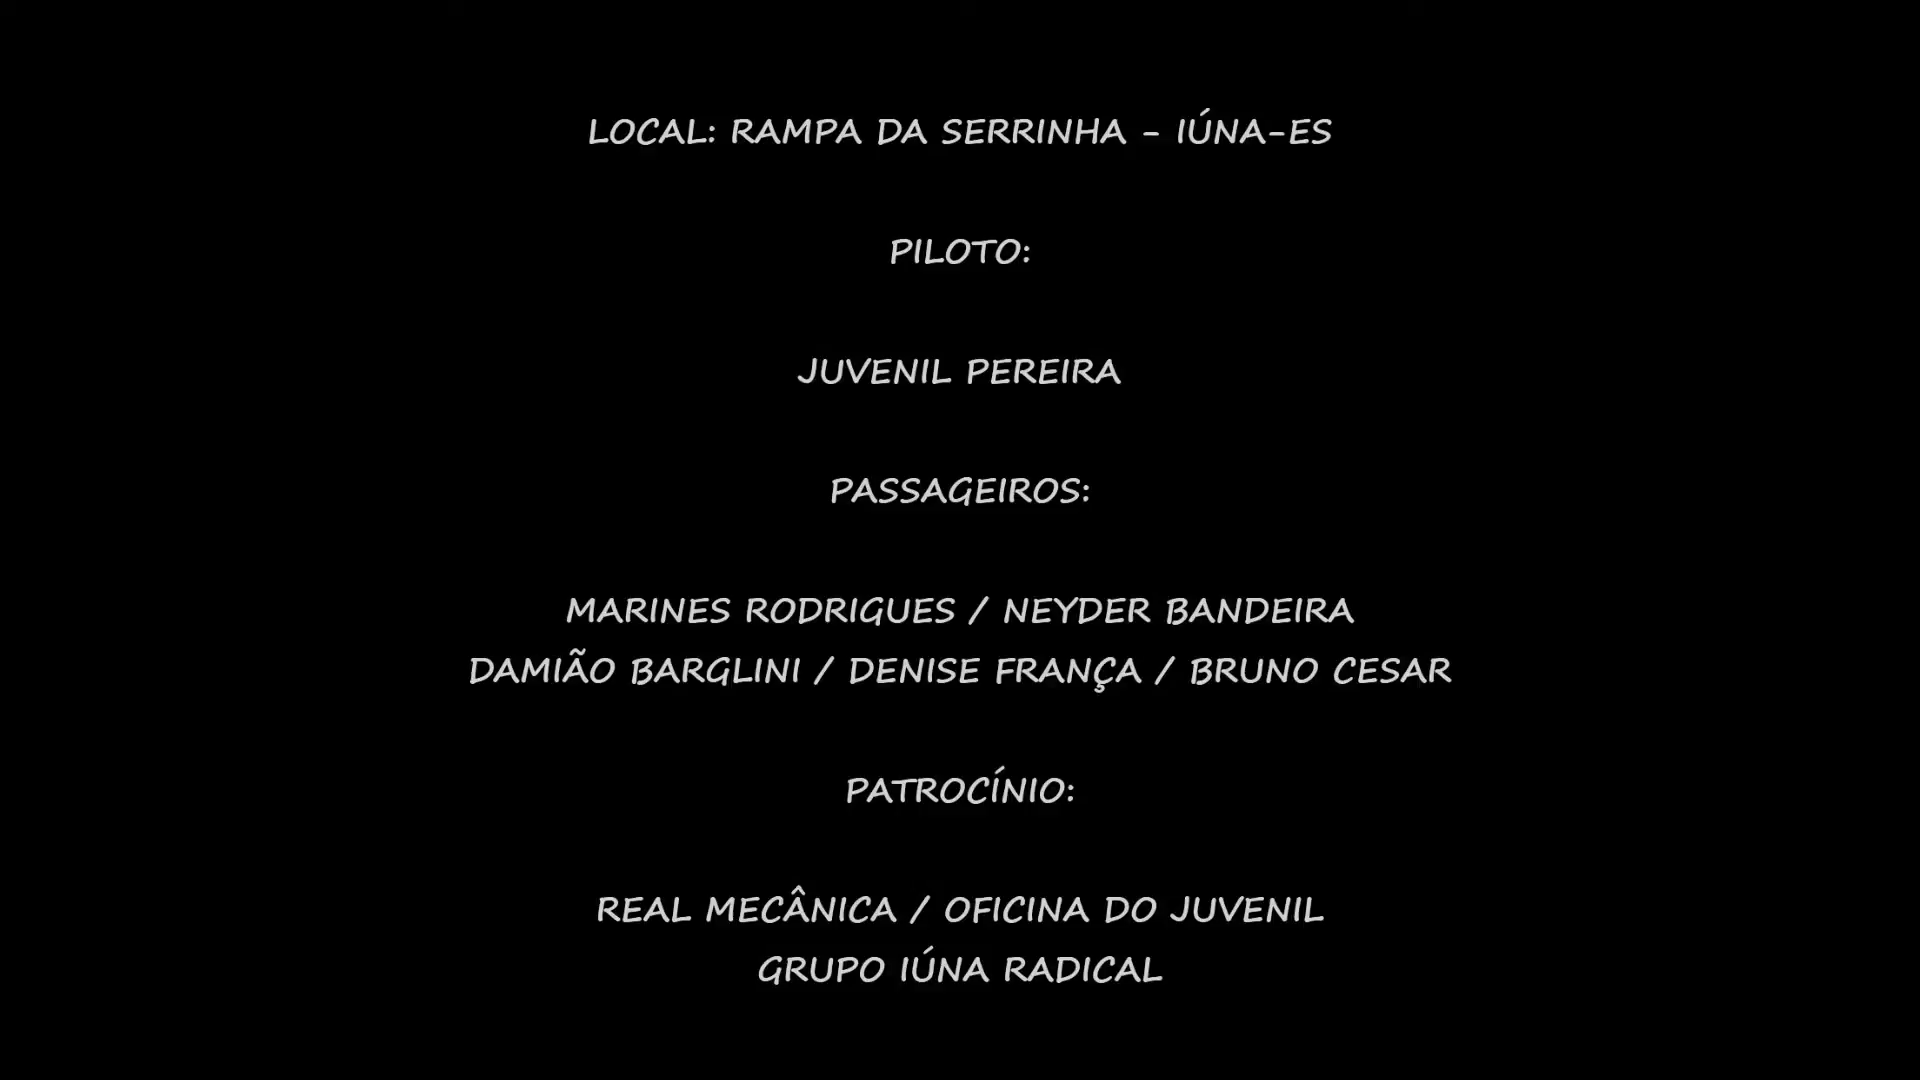 LOCAL: RAMPA DA SERRINHA - IÚNA-ES
PILOTO:
JUVENIL PEREIRA
PASSAGEIROS:
MARINES RODRIGUES / NEYDER BANDEIRA
DAMIÃO BARGLINI / DENISE FRANÇA / BRUNO CESAR
PATROCÍNIO:
REAL MECÂNICA / OFICINA DO JUVENIL
GRUPO IÚNA RADICAL